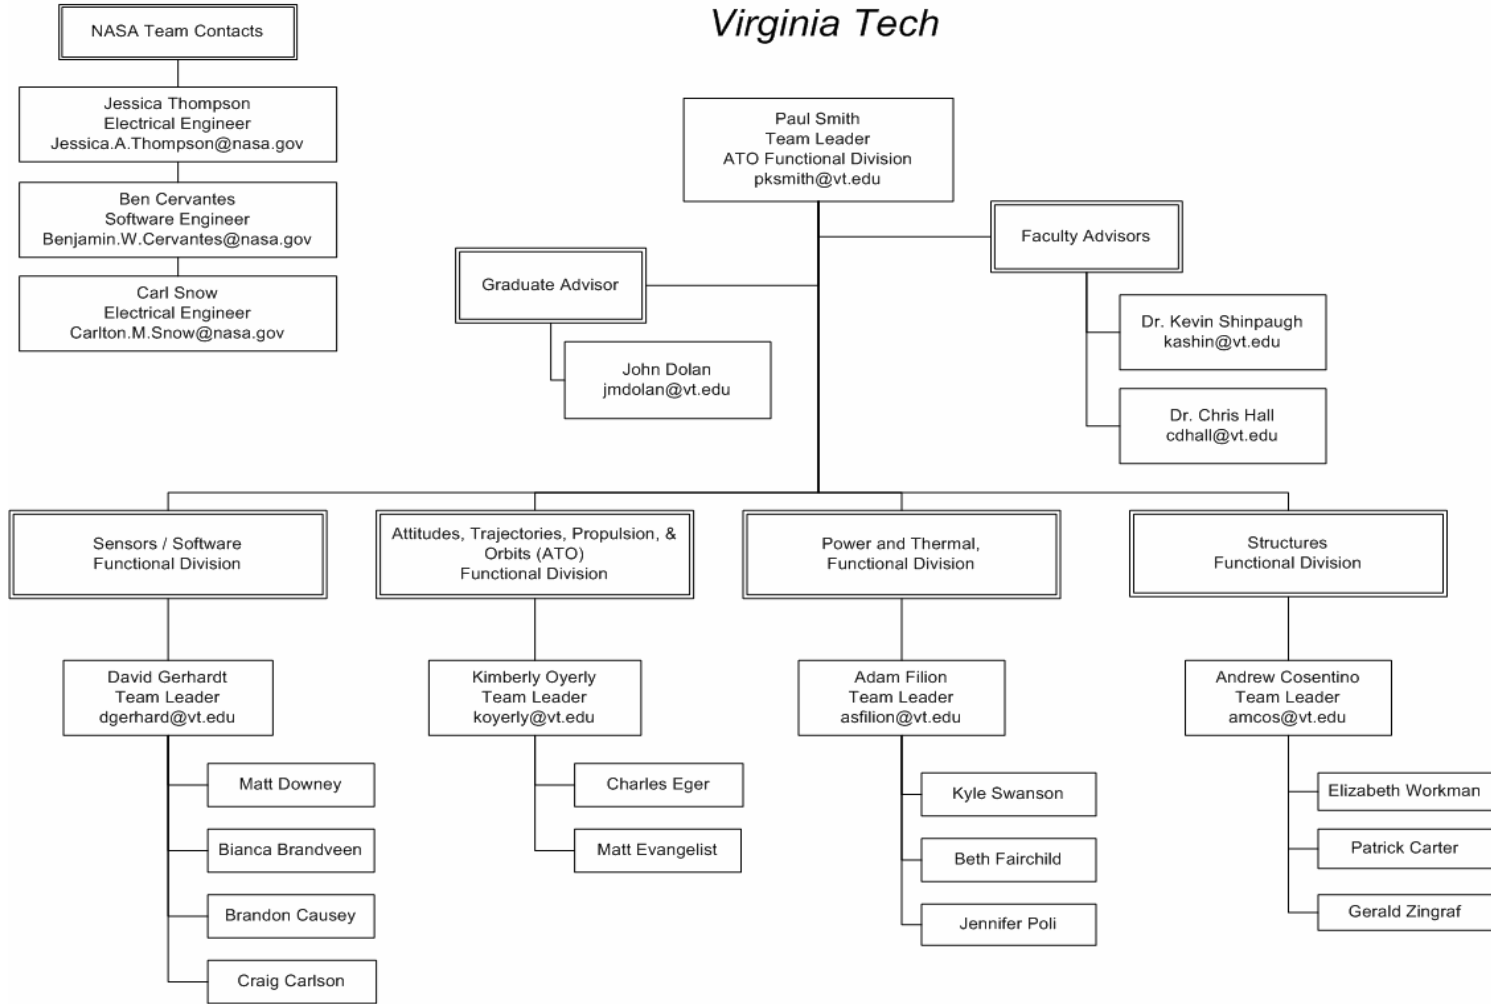 Virginia Tech
NASA Team Contacts
Jessica Thompson
Electrical Engineer
Jessica.A.Thompson@nasa.gov
Ben Cervantes
Software Engineer
Benjamin.W.Cervantes@nasa.gov
Carl Snow
Electrical Engineer
Carlton.M.Snow@nasa.gov
Paul Smith
Team Leader
ATO Functional Division
pksmith@vt.edu
Graduate Advisor
John Dolan
jmdolan@vt.edu
Faculty Advisors
Dr. Kevin Shinpaugh
kashin@vt.edu
Dr. Chris Hall
cdhall@vt.edu
Sensors / Software
Functional Division
David Gerhardt
Team Leader
dgerhard@vt.edu
Matt Downey
Bianca Brandveen
Brandon Causey
Craig Carlson
Attitudes, Trajectories, Propulsion, &
Orbits (ATO)
Functional Division
Kimberly Oyerly
Team Leader
koyerly@vt.edu
Charles Eger
Matt Evangelist
Power and Thermal,
Functional Division
Adam Filion
Team Leader
asfilion@vt.edu
Kyle Swanson
Beth Fairchild
Jennifer Poli
Structures
Functional Division
Andrew Cosentino
Team Leader
amcos@vt.edu
Elizabeth Workman
Patrick Carter
Gerald Zingraf